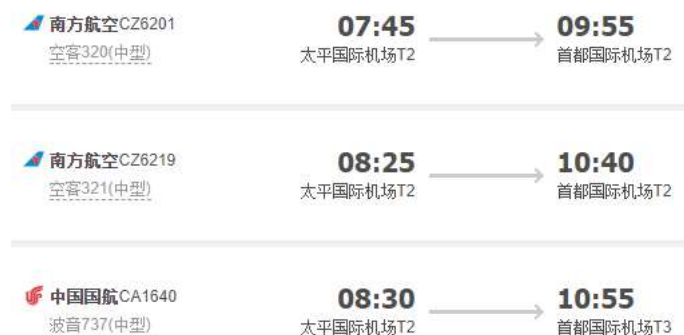 南方航空CZ6201 07:45 09:55
空客320(中型) 太平国际机场T2 首都国际机场T2
南方航空CZ6219 08:25 10:40
空客321(中型) 太平国际机场T2 首都国际机场T2
中国国航CA1640 08:30 10:55
波音737(中型) 太平国际机场T2 首都国际机场T3